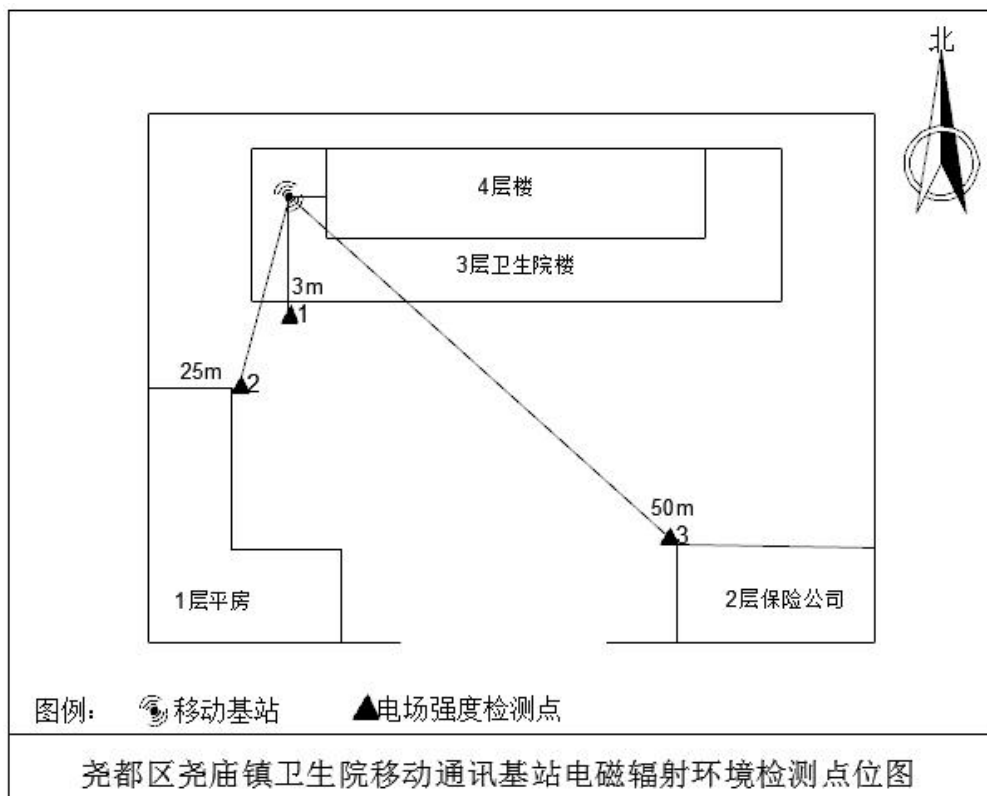 北
4层楼
3层卫生院楼
3m
1
25m
2
50m
3
1层平房
2层保险公司
图例：
移动基站
电场强度检测点
尧都区尧庙镇卫生院移动通讯基站电磁辐射环境检测点位图